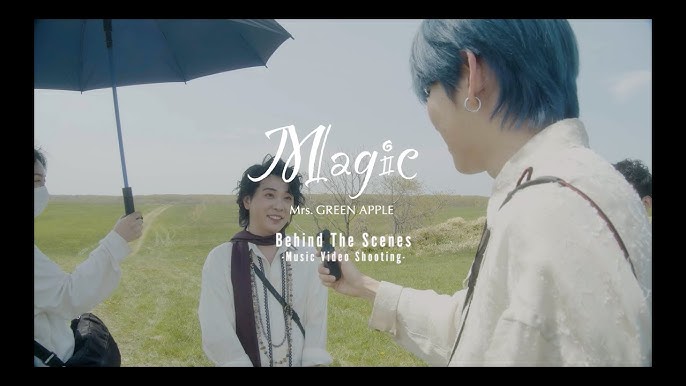 Magic
Mrs. GREEN APPLE
Behind The Scenes
-Music Video Shooting-